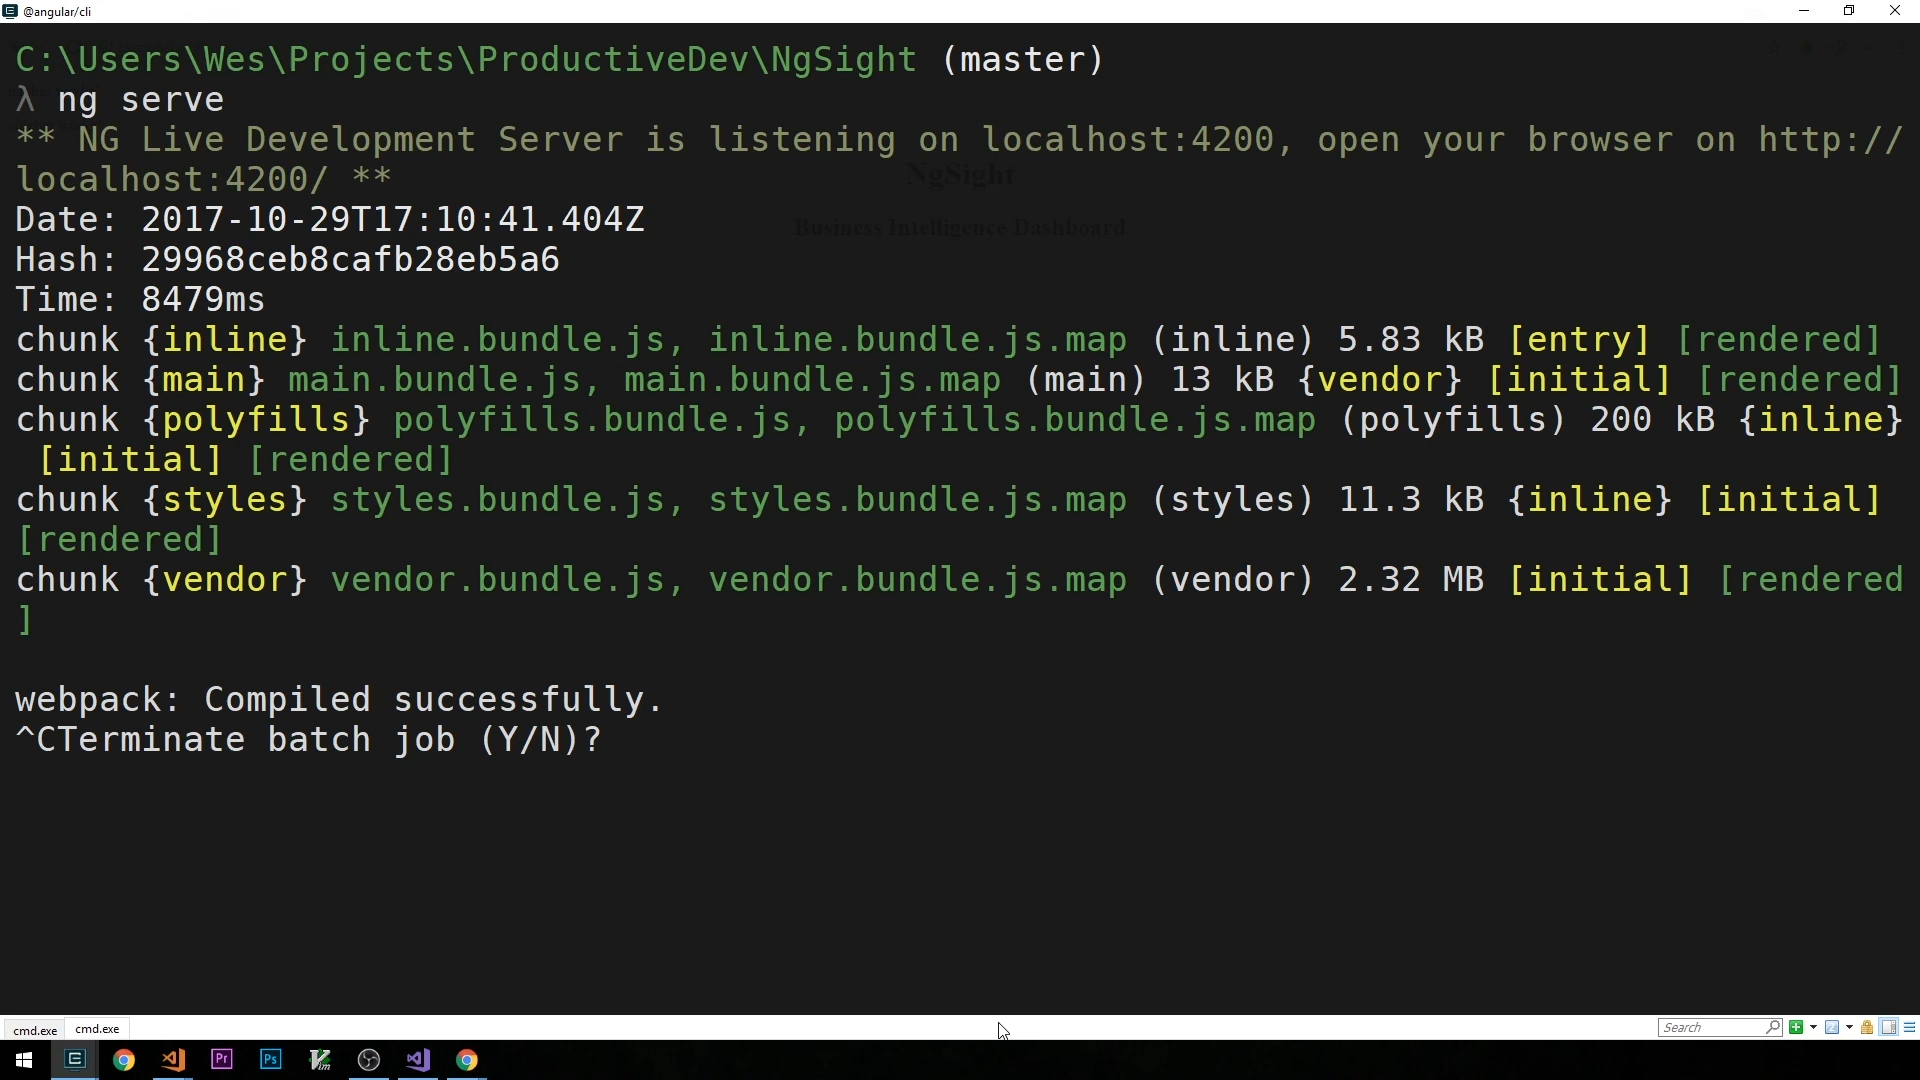 @angular/cli
C:\Users\Wes\Projects\ProductiveDev\NgSight (master)
λ ng serve
** NG Live Development Server is listening on localhost:4200, open your browser on http://
localhost:4200/ **
NgSight
Date: 2017-10-29T17:10:41.404Z
Business Intelligence Dashboard
Hash: 29968ceb8cafb28eb5a6
Time: 8479ms
chunk {inline} inline.bundle.js, inline.bundle.js.map (inline) 5.83 kB [entry] [rendered]
chunk {main} main.bundle.js, main.bundle.js.map (main) 13 kB {vendor} [initial] [rendered]
chunk {polyfills} polyfills.bundle.js, polyfills.bundle.js.map (polyfills) 200 kB {inline}
[initial] [rendered]
chunk {styles} styles.bundle.js, styles.bundle.js.map (styles) 11.3 kB {inline} [initial]
[rendered]
chunk {vendor} vendor.bundle.js, vendor.bundle.js.map (vendor) 2.32 MB [initial] [rendered
]
webpack: Compiled successfully.
^CTerminate batch job (Y/N)?
cmd.exe cmd.exe Search
Pr Ps Vim